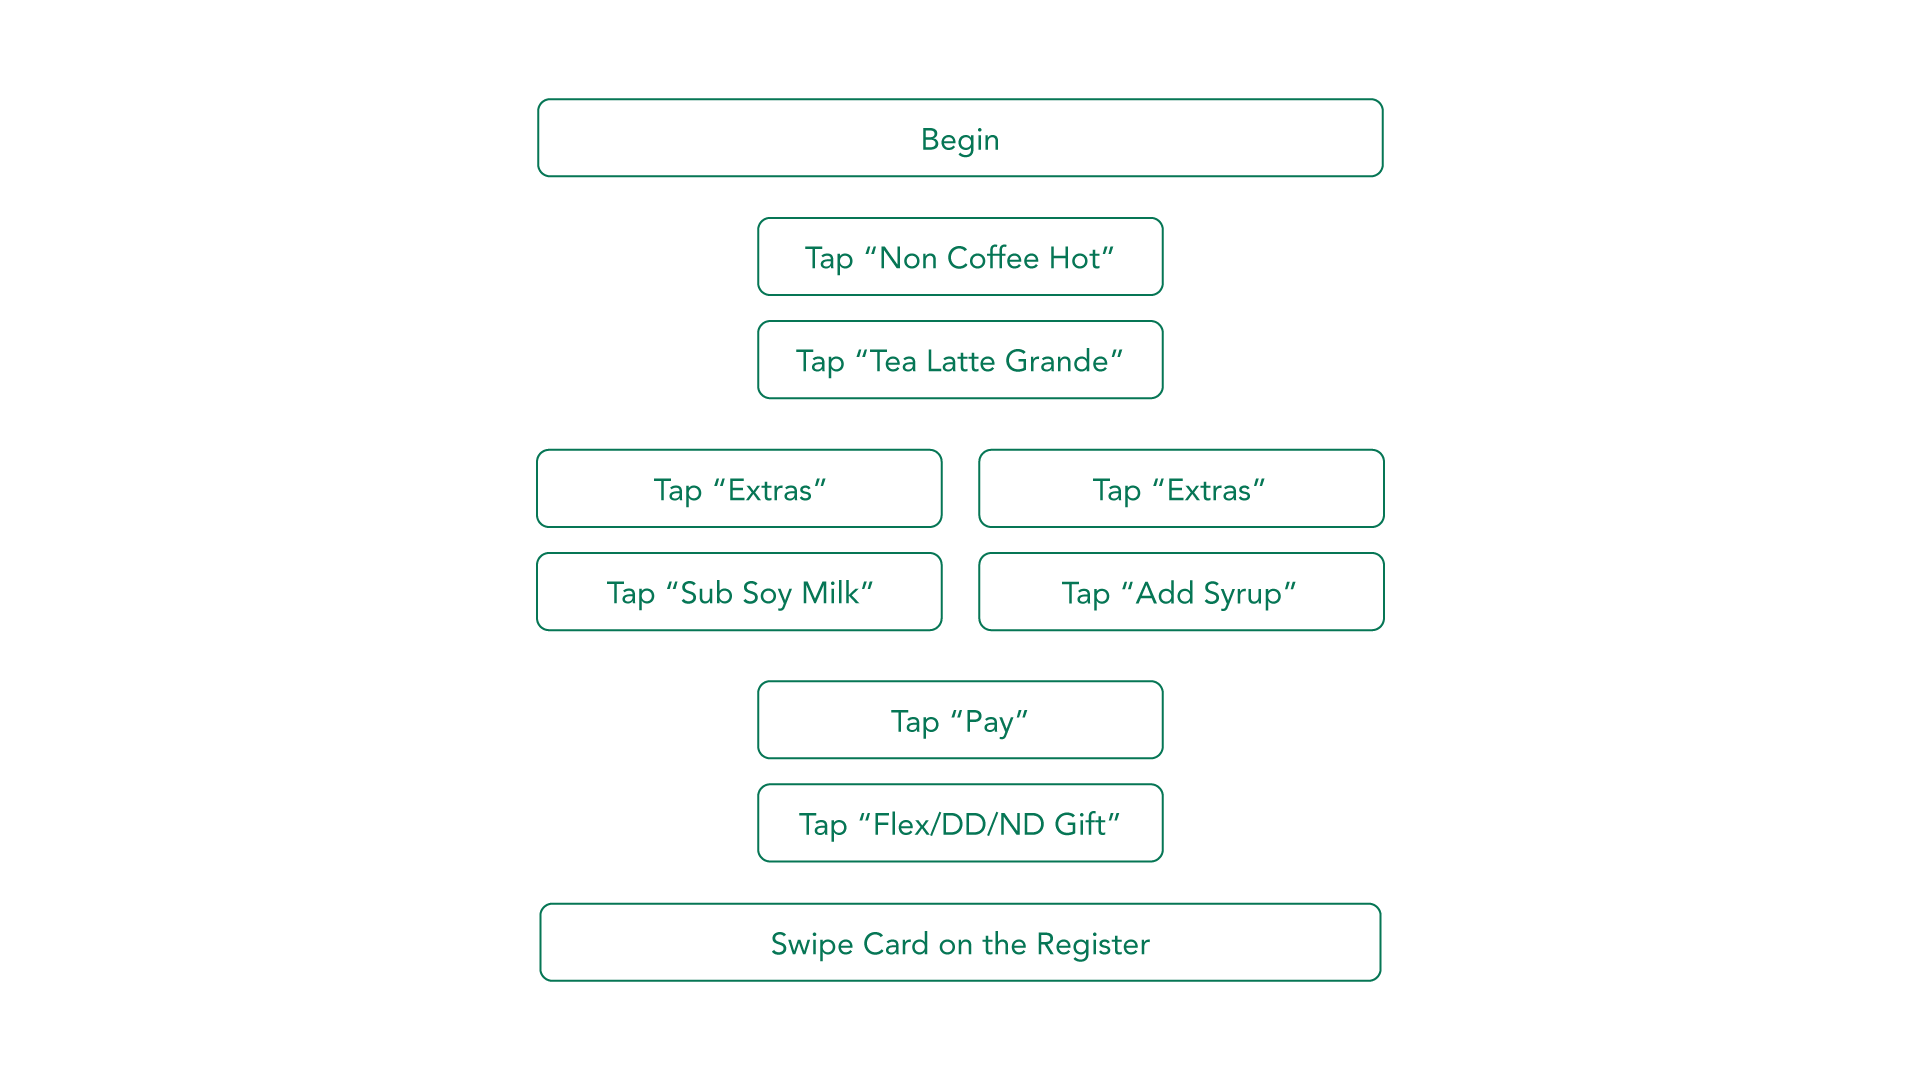 Begin
Tap “Non Coffee Hot”
Tap “Tea Latte Grande”
Tap “Extras”
Tap “Sub Soy Milk”
Tap “Extras”
Tap “Add Syrup”
Tap “Pay”
Tap “Flex/DD/ND Gift”
Swipe Card on the Register